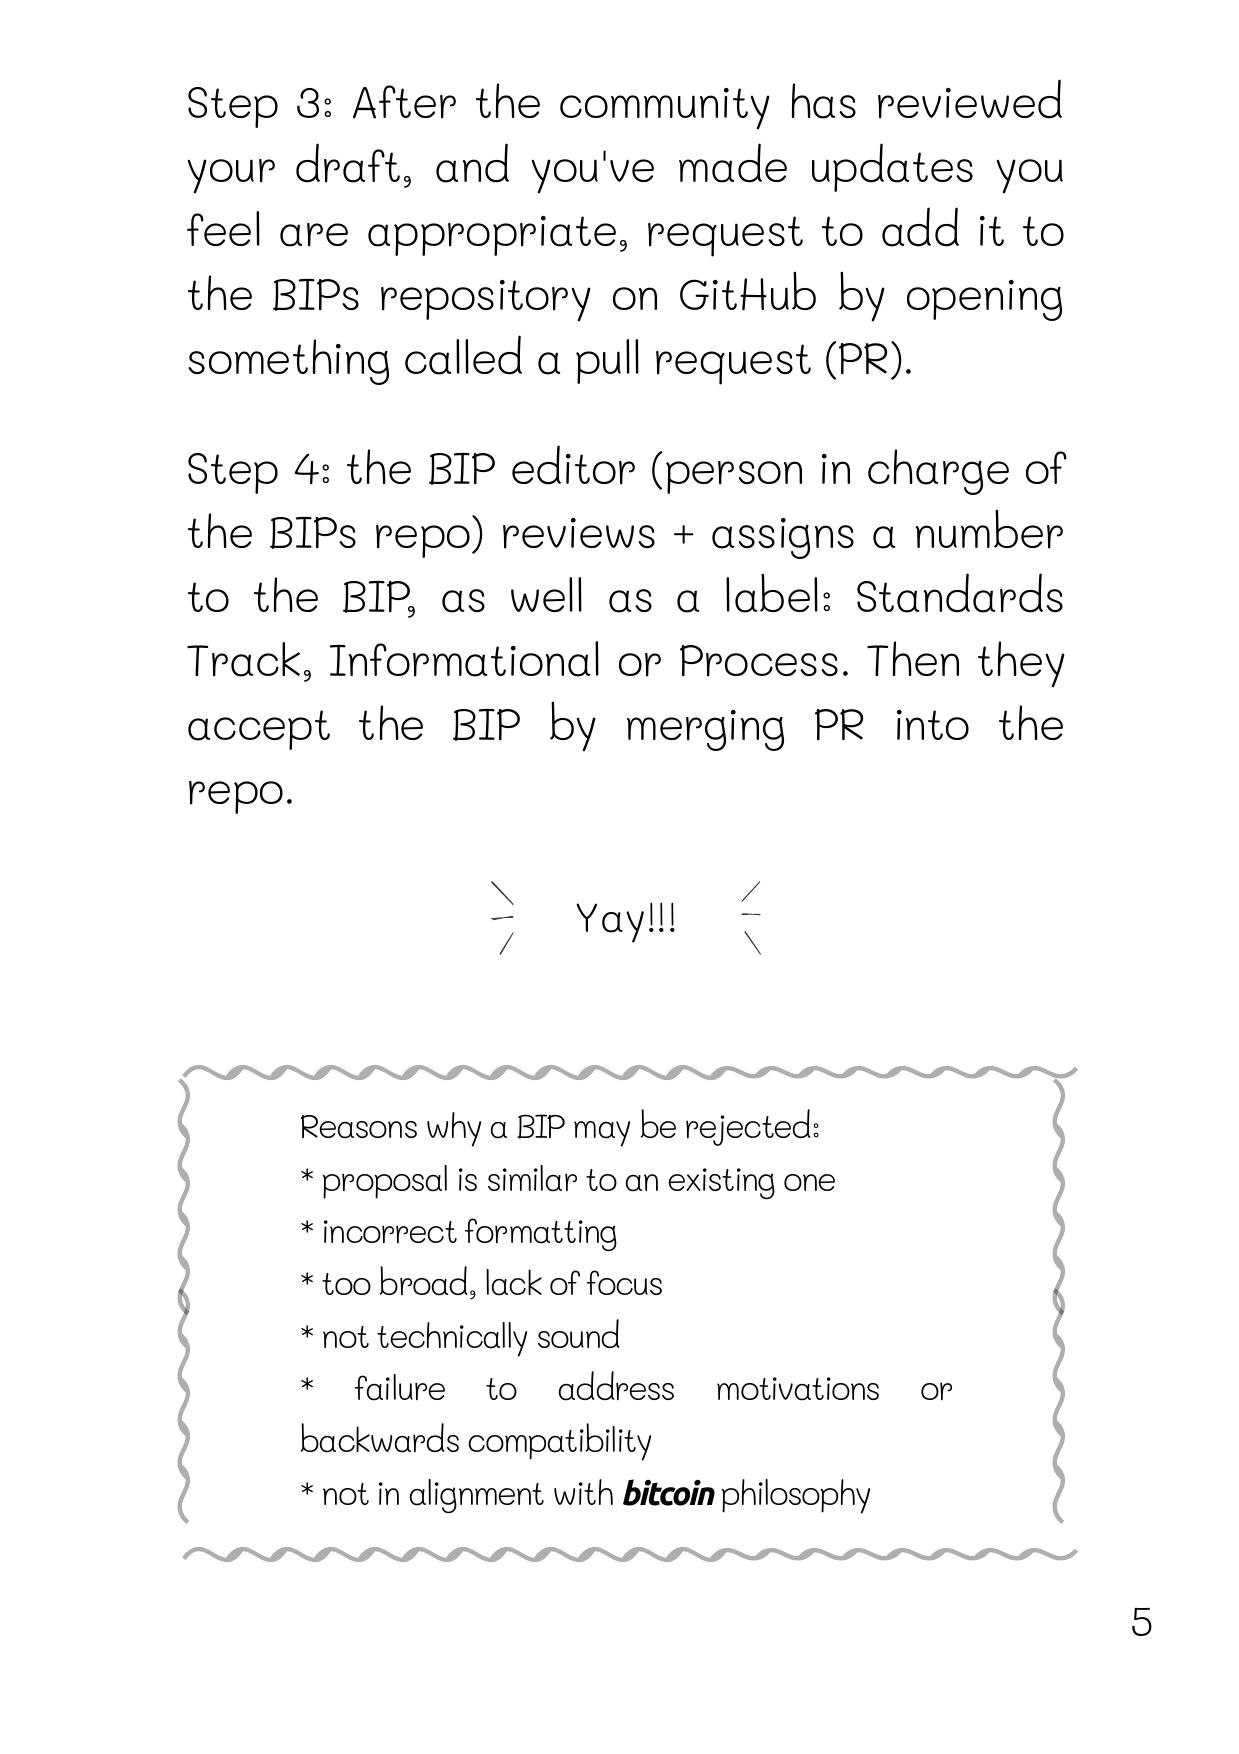 Step 3: After the community has reviewed
your draft, and you've made updates you
feel are appropriate, request to add it to
the BIPs repository on GitHub by opening
something called a pull request (PR).
Step 4: the BIP editor (person in charge of
the BIPs repo) reviews + assigns a number
to the BIP, as well as a label: Standards
Track, Informational or Process. Then they
accept the BIP by merging PR into the
repo.
Yay!!!
Reasons why a BIP may be rejected:
* proposal is similar to an existing one
* incorrect formatting
* too broad, lack of focus
* not technically sound
* failure to address motivations or
backwards compatibility
* not in alignment with bitcoin philosophy
5